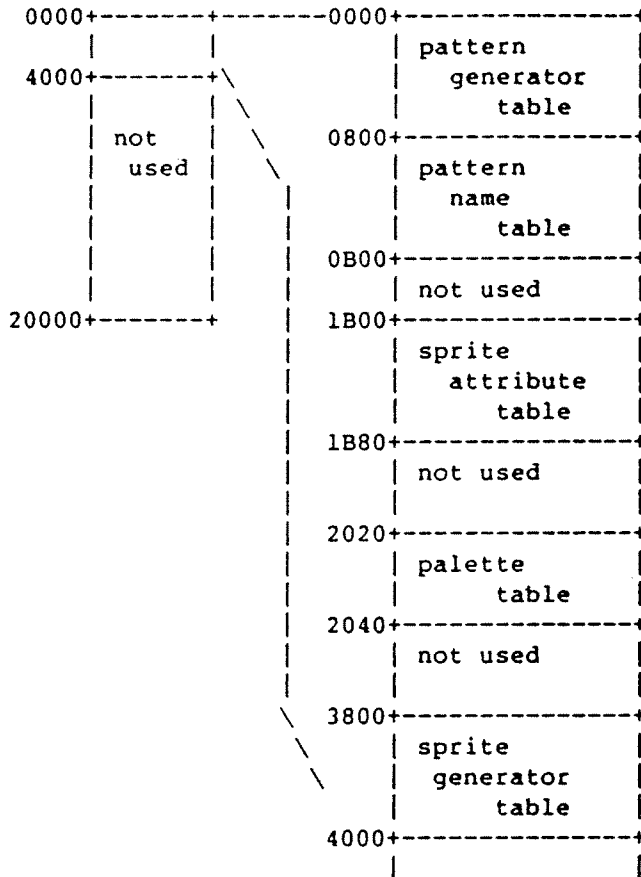 0000
4000
not
used
20000
0000
pattern
generator
table
0800
pattern
name
table
0B00
not used
1B00
sprite
attribute
table
1B80
not used
2020
palette
table
2040
not used
3800
sprite
generator
table
4000